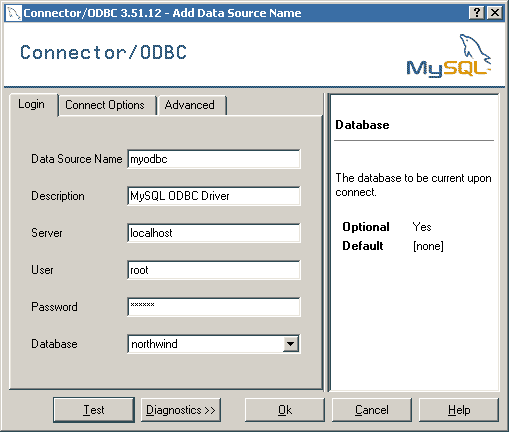 Connector/ODBC 3.51.12 - Add Data Source Name
Connector/ODBC
MySQL
Login Connect Options Advanced
Data Source Name myodbc
Description MySQL ODBC Driver
Server localhost
User root
Password ******
Database northwind
Database
The database to be current upon
connect.
Optional Yes
Default [none]
Test Diagnostics >> Ok Cancel Help